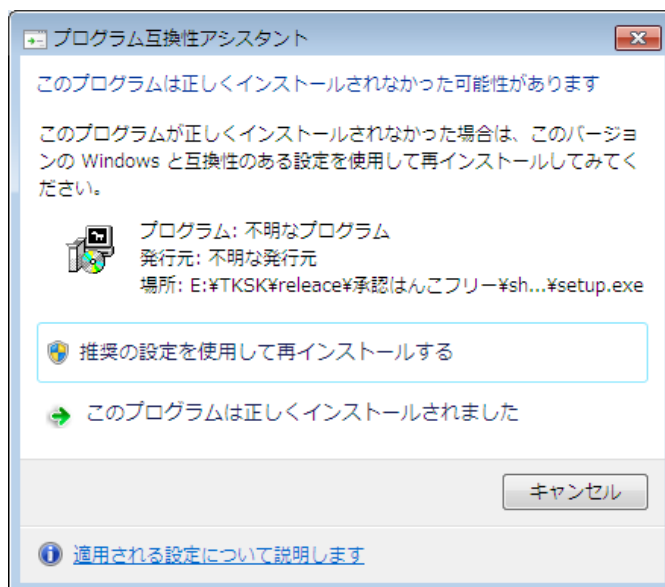 プログラム互換性アシスタント
このプログラムは正しくインストールされなかった可能性があります
このプログラムが正しくインストールされなかった場合は、このバージョ
ンの Windows と互換性のある設定を使用して再インストールしてみてく
ださい。
プログラム: 不明なプログラム
発行元: 不明な発行元
場所: E:¥TKSK¥releace¥承認はんこフリー¥sh...¥setup.exe
推奨の設定を使用して再インストールする
このプログラムは正しくインストールされました
キャンセル
適用される設定について説明します